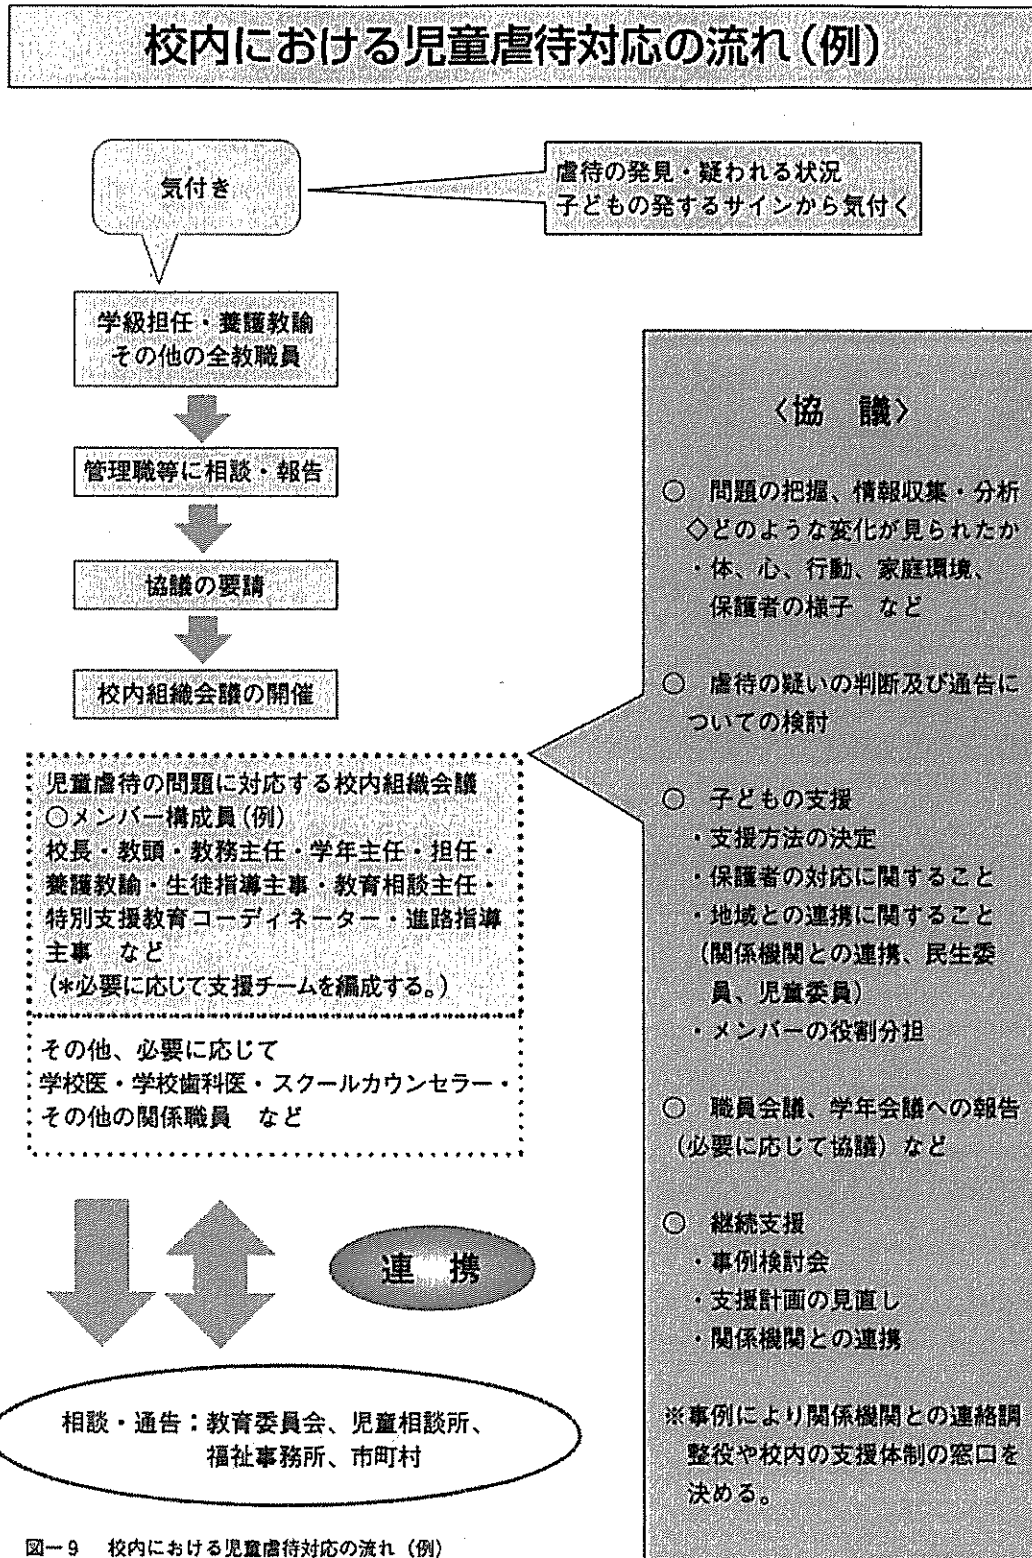 校内における児童虐待対応の流れ(例)
気付き
虐待の発見・疑われる状況
子どもの発するサインから気付く
学級担任・養護教諭
その他の全教職員
管理職等に相談・報告
協議の要請
校内組織会議の開催
児童虐待の問題に対応する校内組織会議
○メンバー構成員(例)
校長・教頭・教務主任・学年主任・担任・
養護教諭・生徒指導主事・教育相談主任・
特別支援教育コーディネーター・進路指導
主事 など
(*必要に応じて支援チームを編成する。)
その他、必要に応じて
学校医・学校歯科医・スクールカウンセラー・
その他の関係職員 など
連 携
相談・通告:教育委員会、児童相談所、
福祉事務所、市町村
〈協 議〉
○ 問題の把握、情報収集・分析
◇どのような変化が見られたか
・体、心、行動、家庭環境、
保護者の様子 など
○ 虐待の疑いの判断及び通告に
ついての検討
○ 子どもの支援
・支援方法の決定
・保護者の対応に関すること
・地域との連携に関すること
(関係機関との連携、民生委
員、児童委員)
・メンバーの役割分担
○ 職員会議、学年会議への報告
(必要に応じて協議)など
○ 継続支援
・事例検討会
・支援計画の見直し
・関係機関との連携
※事例により関係機関との連絡調
整役や校内の支援体制の窓口を
決める。
図-9 校内における児童虐待対応の流れ(例)